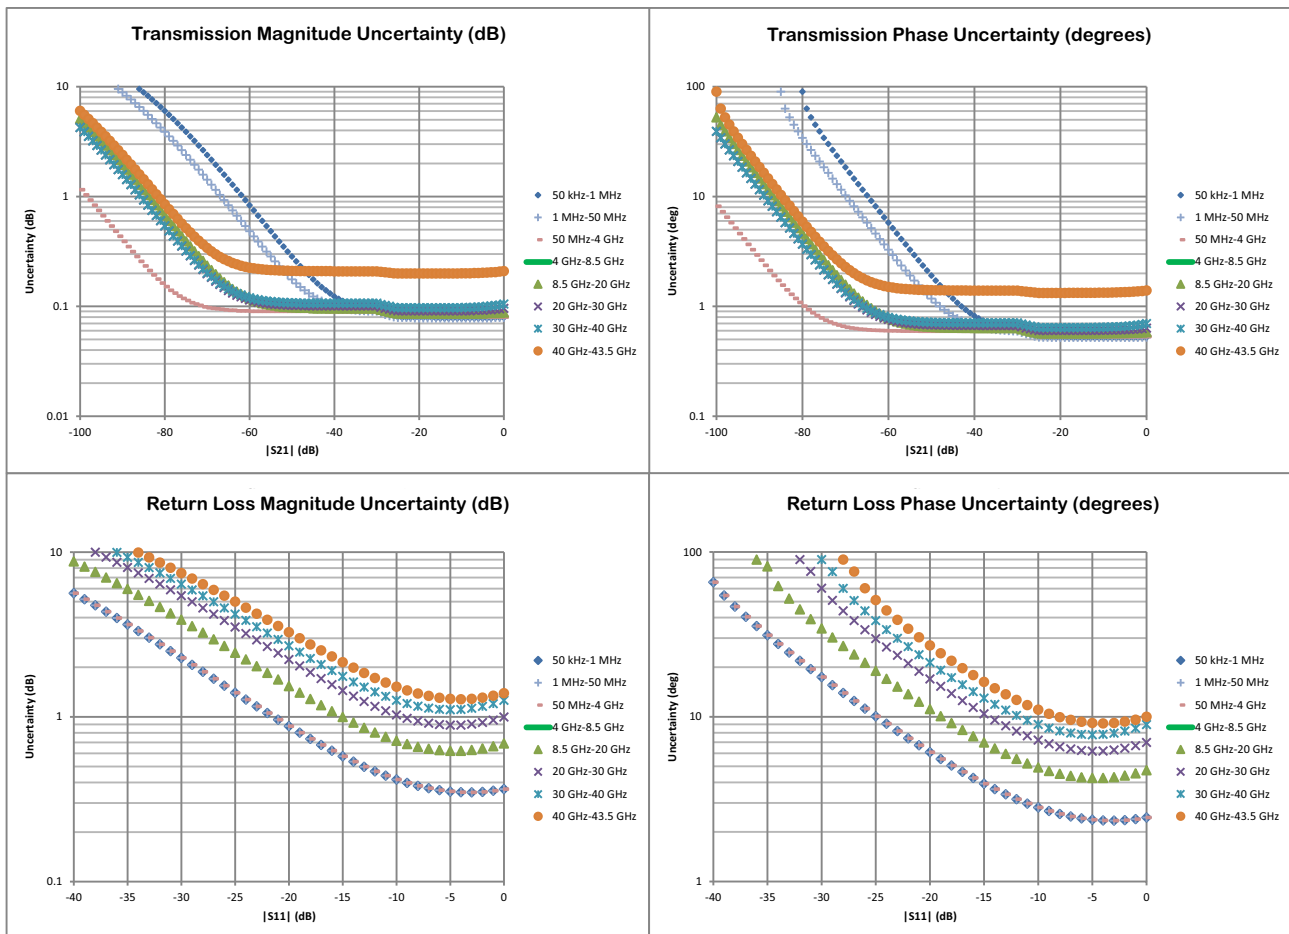 Transmission Magnitude Uncertainty (dB)
10
1
0.1
0.01
Uncertainty (dB)
-100
-80
-60
-40
-20
0
|S21| (dB)
50 kHz-1 MHz
1 MHz-50 MHz
50 MHz-4 GHz
4 GHz-8.5 GHz
8.5 GHz-20 GHz
20 GHz-30 GHz
30 GHz-40 GHz
40 GHz-43.5 GHz
Transmission Phase Uncertainty (degrees)
100
10
1
0.1
Uncertainty (deg)
-100
-80
-60
-40
-20
0
|S21| (dB)
50 kHz-1 MHz
1 MHz-50 MHz
50 MHz-4 GHz
4 GHz-8.5 GHz
8.5 GHz-20 GHz
20 GHz-30 GHz
30 GHz-40 GHz
40 GHz-43.5 GHz
Return Loss Magnitude Uncertainty (dB)
10
1
0.1
Uncertainty (dB)
-40
-35
-30
-25
-20
-15
-10
-5
0
|S11| (dB)
50 kHz-1 MHz
1 MHz-50 MHz
50 MHz-4 GHz
4 GHz-8.5 GHz
8.5 GHz-20 GHz
20 GHz-30 GHz
30 GHz-40 GHz
40 GHz-43.5 GHz
Return Loss Phase Uncertainty (degrees)
100
10
1
Uncertainty (deg)
-40
-35
-30
-25
-20
-15
-10
-5
0
|S11| (dB)
50 kHz-1 MHz
1 MHz-50 MHz
50 MHz-4 GHz
4 GHz-8.5 GHz
8.5 GHz-20 GHz
20 GHz-30 GHz
30 GHz-40 GHz
40 GHz-43.5 GHz